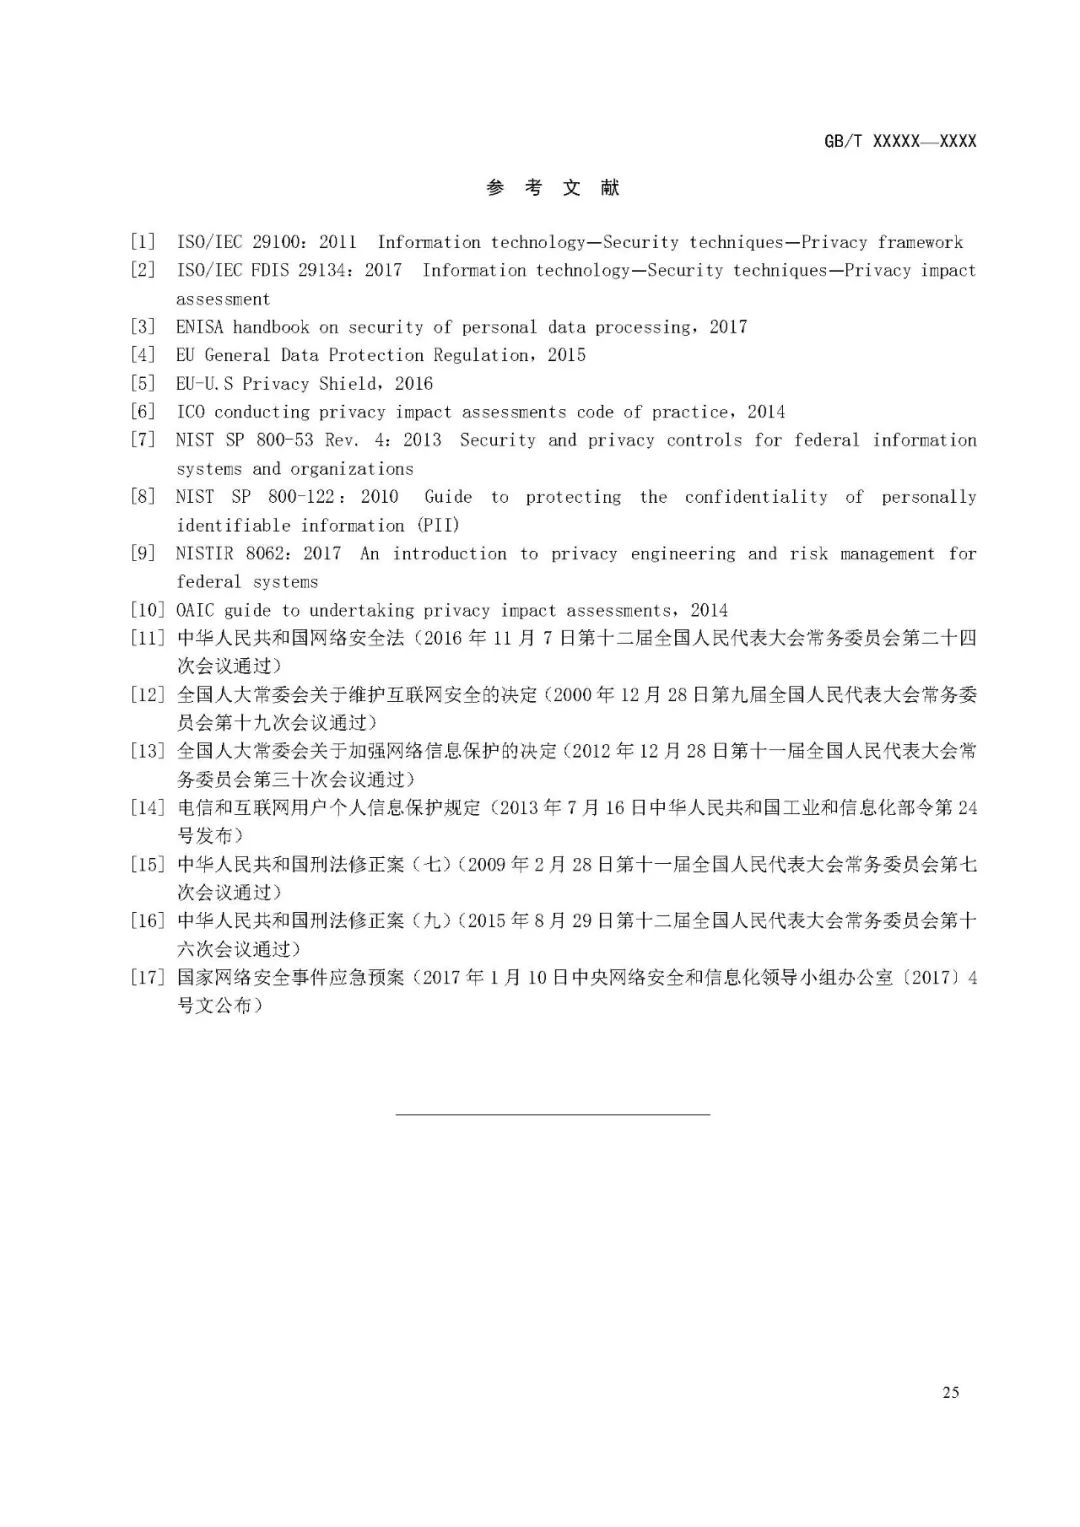 GB/T XXXXX—XXXX
参 考 文 献
[1] ISO/IEC 29100：2011 Information technology—Security techniques—Privacy framework
[2] ISO/IEC FDIS 29134：2017 Information technology—Security techniques—Privacy impact
assessment
[3] ENISA handbook on security of personal data processing，2017
[4] EU General Data Protection Regulation，2015
[5] EU-U.S Privacy Shield，2016
[6] ICO conducting privacy impact assessments code of practice，2014
[7] NIST SP 800-53 Rev. 4：2013 Security and privacy controls for federal information
systems and organizations
[8] NIST SP 800-122：2010 Guide to protecting the confidentiality of personally
identifiable information (PII)
[9] NISTIR 8062：2017 An introduction to privacy engineering and risk management for
federal systems
[10] OAIC guide to undertaking privacy impact assessments，2014
[11] 中华人民共和国网络安全法（2016 年 11 月 7 日第十二届全国人民代表大会常务委员会第二十四
次会议通过）
[12] 全国人大常委会关于维护互联网安全的决定（2000 年 12 月 28 日第九届全国人民代表大会常务委
员会第十九次会议通过）
[13] 全国人大常委会关于加强网络信息保护的决定（2012 年 12 月 28 日第十一届全国人民代表大会常
务委员会第三十次会议通过）
[14] 电信和互联网用户个人信息保护规定（2013 年 7 月 16 日中华人民共和国工业和信息化部令第 24
号发布）
[15] 中华人民共和国刑法修正案（七）（2009 年 2 月 28 日第十一届全国人民代表大会常务委员会第七
次会议通过）
[16] 中华人民共和国刑法修正案（九）（2015 年 8 月 29 日第十二届全国人民代表大会常务委员会第十
六次会议通过）
[17] 国家网络安全事件应急预案（2017 年 1 月 10 日中央网络安全和信息化领导小组办公室〔2017〕4
号文公布）
25